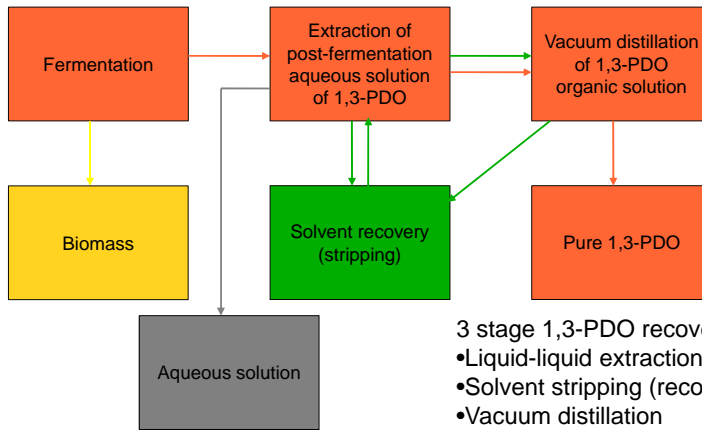 Fermentation
Extraction of
post-fermentation
aqueous solution
of 1,3-PDO
Vacuum distillation
of 1,3-PDO
organic solution
Biomass
Solvent recovery
(stripping)
Pure 1,3-PDO
Aqueous solution
3 stage 1,3-PDO
•Liquid-liquid extraction
•Solvent stripping
•Vacuum distillation